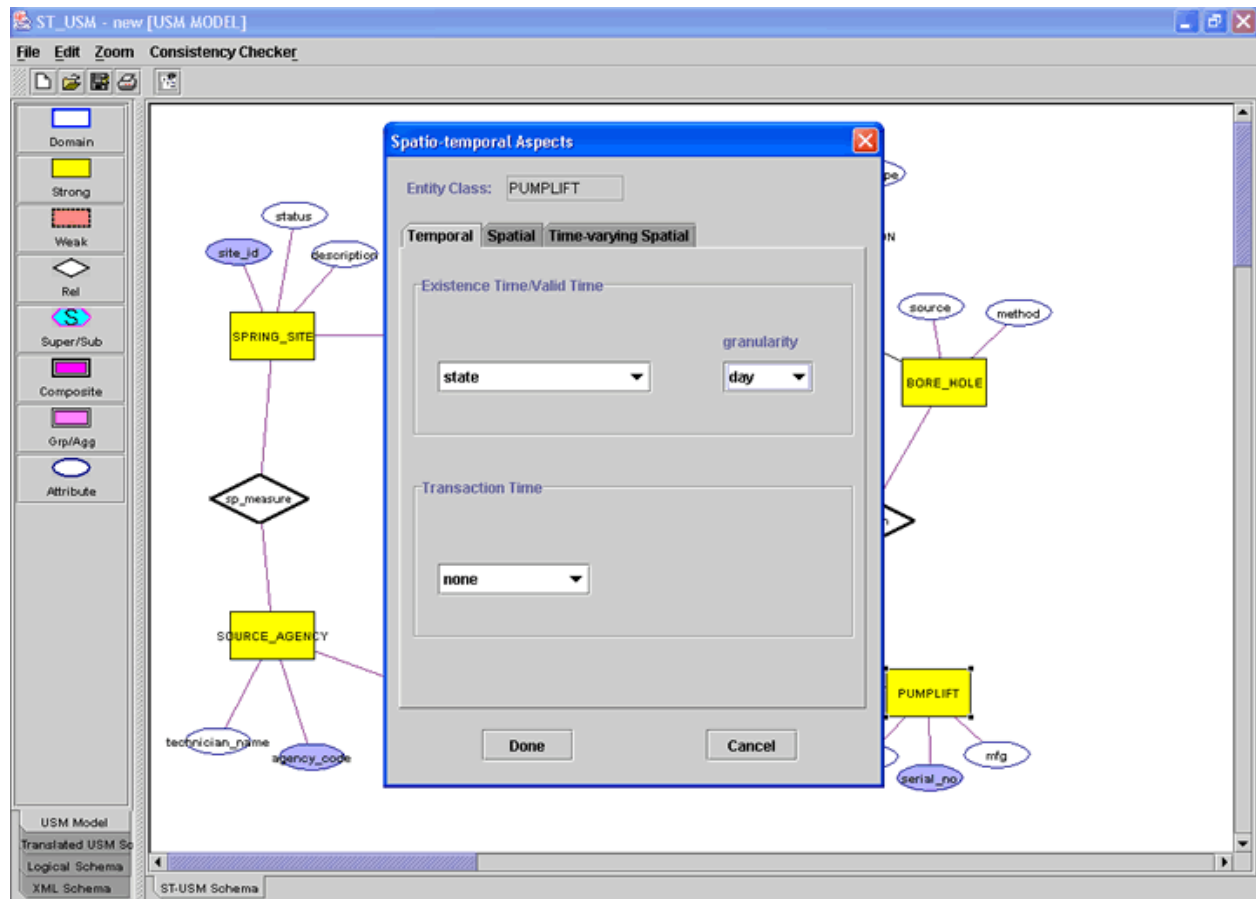 ST_USM - new [USM MODEL]
File Edit Zoom Consistency Checker
Domain
Strong
Weak
Rel
S
Super/Sub
Composite
Grp/Agg
Attribute
USM Model
Translated USM Sc
Logical Schema
XML Schema
ST-USM Schema
status
site_id
description
SPRING_SITE
sp_measure
SOURCE_AGENCY
technician_name
agency_code
Spatio-temporal Aspects
Entity Class: PUMPLIFT
Temporal Spatial Time-varying Spatial
Existence Time/Valid Time
granularity
state day
Transaction Time
none
Done Cancel
pe
ON
source
method
BORE_HOLE
PUMPLIFT
mfg
serial_no